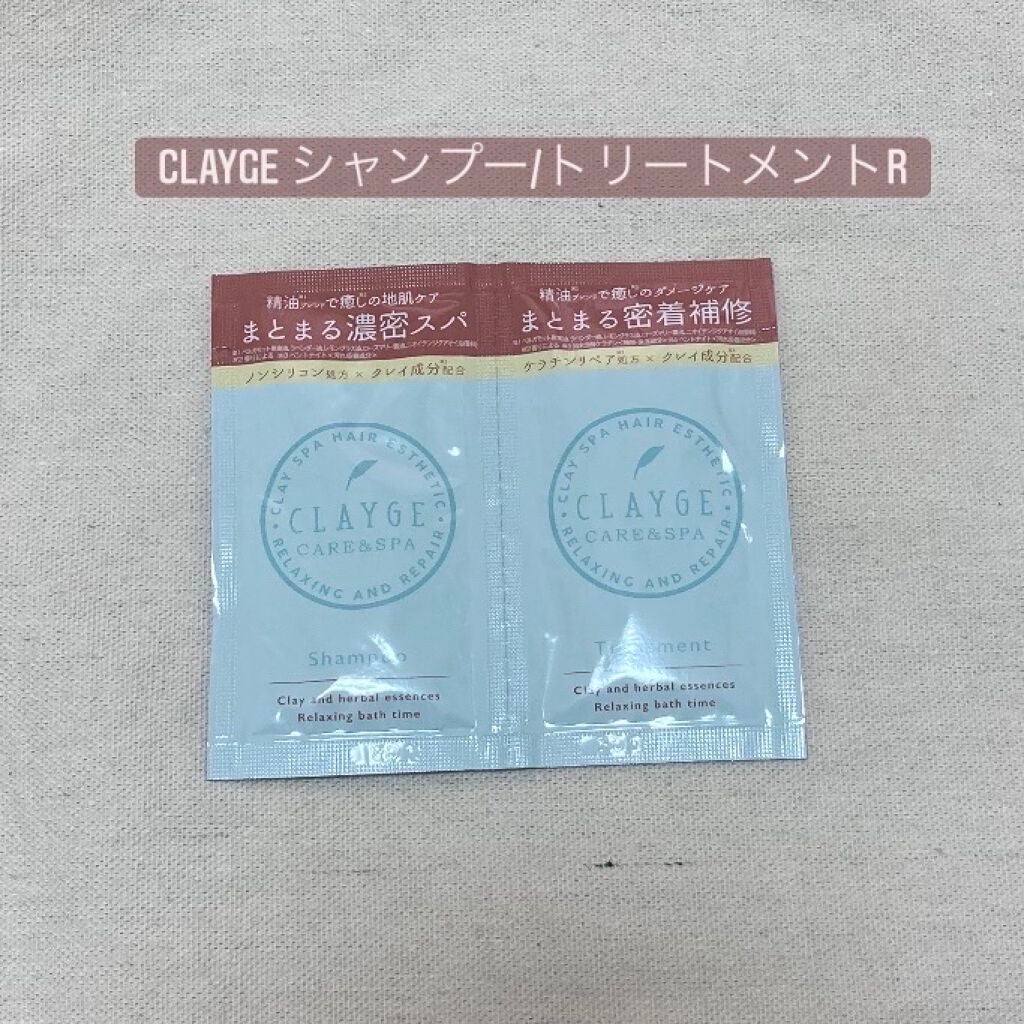 CLAYGE シャンプー/トリートメントR
精油※1ブレンドで癒し※2の地肌ケア
まとまる濃密スパ
ノンシリコン処方 × クレイ成分※3配合
CLAY SPA HAIR ESTHETIC
CLAYGE
CARE&SPA
RELAXING AND REPAIR
Shampoo
Clay and herbal essences
Relaxing bath time
精油※1ブレンドで癒し※2のダメージケア
まとまる密着補修
ケラチンリペア処方 × クレイ成分※3配合
CLAY SPA HAIR ESTHETIC
CLAYGE
CARE&SPA
RELAXING AND REPAIR
Treatment
Clay and herbal essences
Relaxing bath time